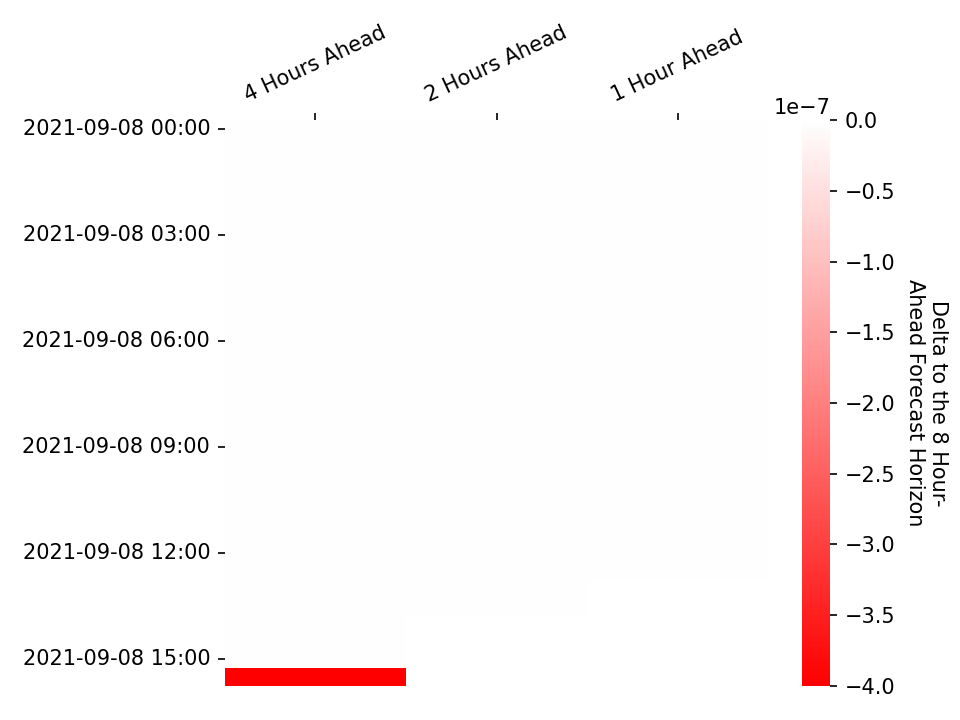 4 Hours Ahead
2 Hours Ahead
1 Hour Ahead
2021-09-08 00:00
2021-09-08 03:00
2021-09-08 06:00
2021-09-08 09:00
2021-09-08 12:00
2021-09-08 15:00
1e−7
0.0
−0.5
−1.0
−1.5
−2.0
−2.5
−3.0
−3.5
−4.0
Delta to the 8 Hour-
Ahead Forecast Horizon